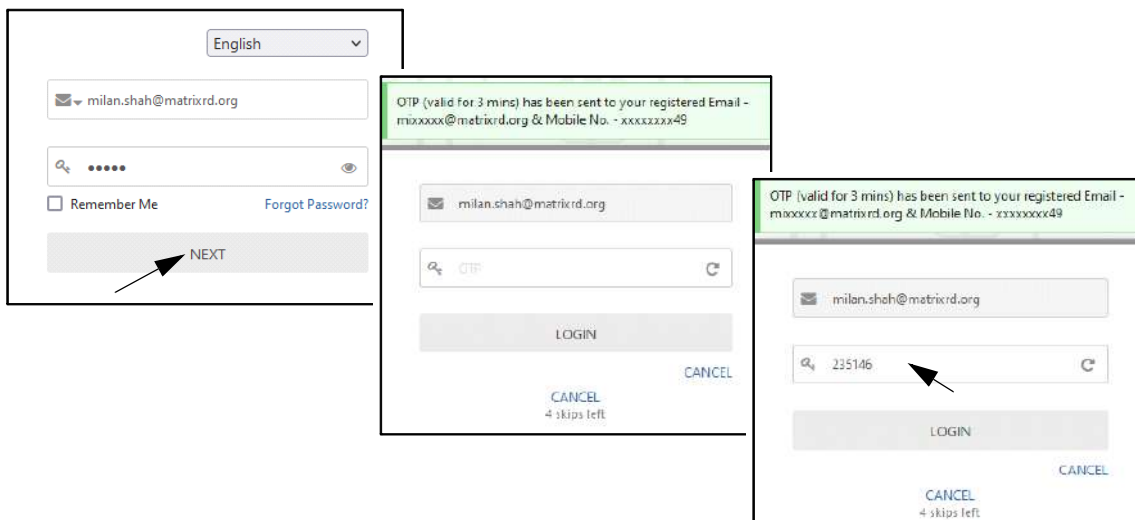 English
milan.shah@matrixrd.org
•••••
Remember Me
Forgot Password?
NEXT
OTP (valid for 3 mins) has been sent to your registered Email -
mixxxxx@matrixrd.org & Mobile No. - xxxxxxxx49
milan.shah@matrixrd.org
OTP
LOGIN
CANCEL
CANCEL
4 skips left
OTP (valid for 3 mins) has been sent to your registered Email -
mixxxxx@matrixrd.org & Mobile No. - xxxxxxxx49
milan.shah@matrixrd.org
235146
LOGIN
CANCEL
CANCEL
4 skips left